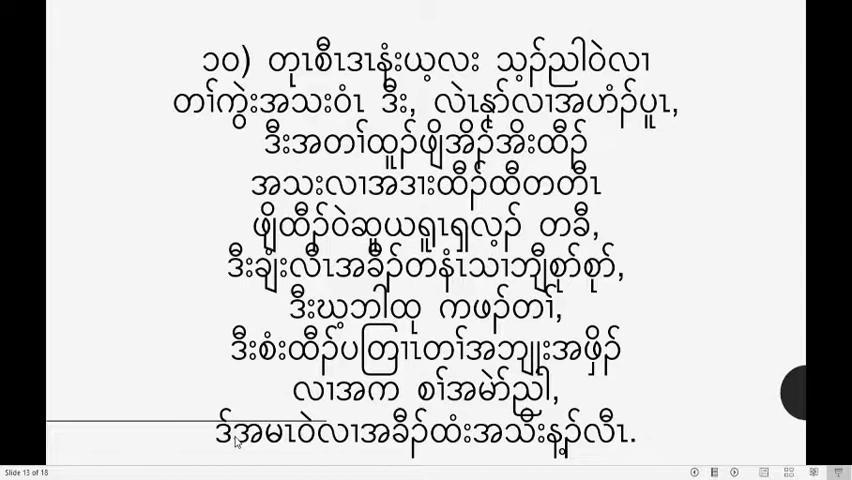 ၁၀) တုၤစီၤဒၤနံးယ့လး သ့ၣ်ညါဝဲလၢ
တၢ်ကွဲးအသးဝံၤ ဒီး, လဲၤနုာ်လၢအဟံၣ်ပူၤ,
ဒီးအတၢ်ထူၣ်ဖျိအိၣ်အိးထီၣ်
အသးလၢအဒၢးထီၣ်ထီတတီၤ
ဖျိထီၣ်ဝဲဆူယရူၤရှလ့ၣ် တခီ,
ဒီးချံးလီၤအခီၣ်တနံၤသၢဘျီစုာ်စုာ်,
ဒီးဃ့ဘါထု ကဖၣ်တၢ်,
ဒီးစံးထီၣ်ပတြၢၤတၢ်အဘျုးအဖှိၣ်
လၢအက စၢ်အမဲာ်ညါ,
ဒ်အမၤဝဲလၢအခီၣ်ထံးအသိးန့ၣ်လီၤ.
Slide 13 of 18